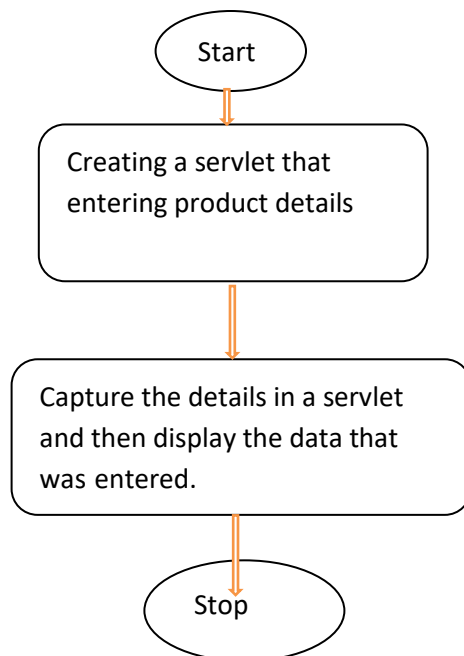 Start
Creating a servlet that
entering product details
Capture the details in a servlet
and then display the data that
was entered.
Stop